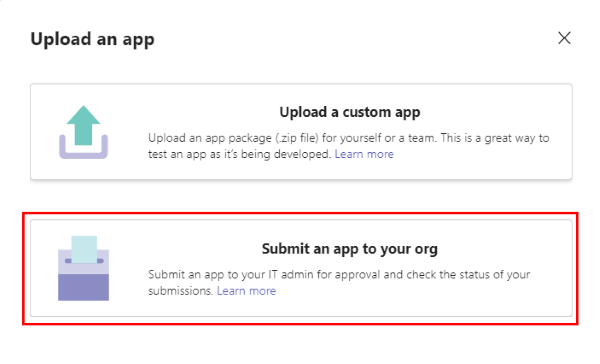 Upload an app
Upload a custom app
Upload an app package (.zip file) for yourself or a team. This is a great way to
test an app as it's being developed. Learn more
Submit an app to your org
Submit an app to your IT admin for approval and check the status of your
submissions. Learn more